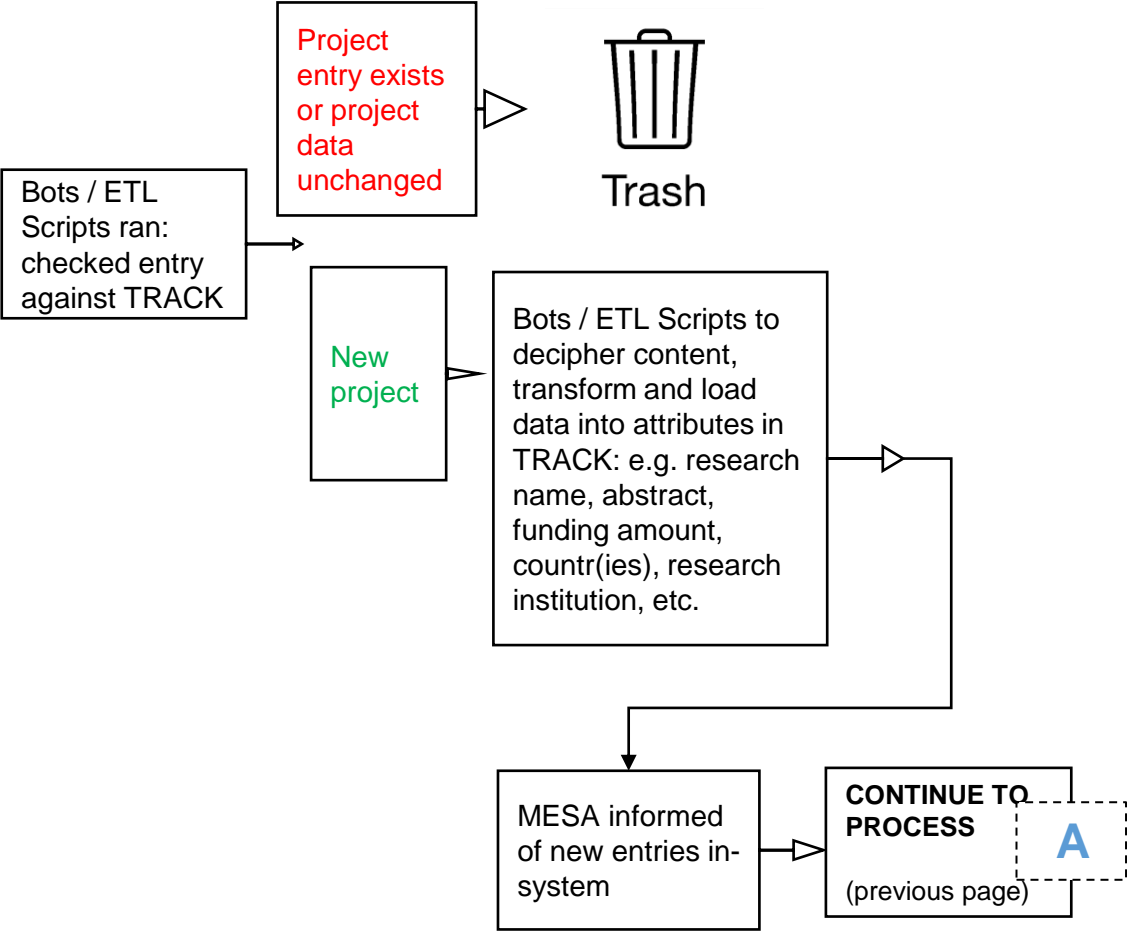 Project
entry exists
or project
data
unchanged
Trash
Bots / ETL
Scripts ran:
checked entry
against TRACK
New
project
Bots / ETL Scripts to
decipher content,
transform and load
data into attributes in
TRACK: e.g. research
name, abstract,
funding amount,
countr(ies), research
institution, etc.
MESA informed
of new entries in-
system
CONTINUE TO
PROCESS
(previous page)
A